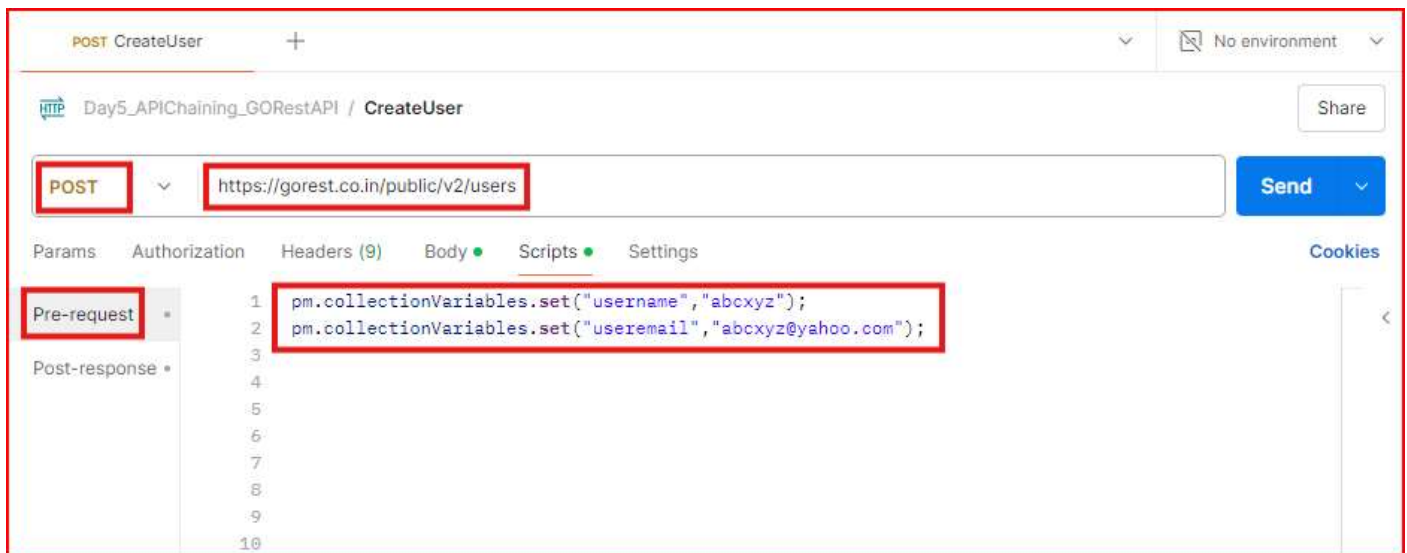 POST CreateUser + No environment
HTTP Day5_APIChaining_GORestAPI / CreateUser Share
POST https://gorest.co.in/public/v2/users Send
Params Authorization Headers (9) Body Scripts Settings Cookies
Pre-request
Post-response
1 pm.collectionVariables.set("username","abcxyz");
2 pm.collectionVariables.set("useremail","abcxyz@yahoo.com");
3
4
5
6
7
8
9
10